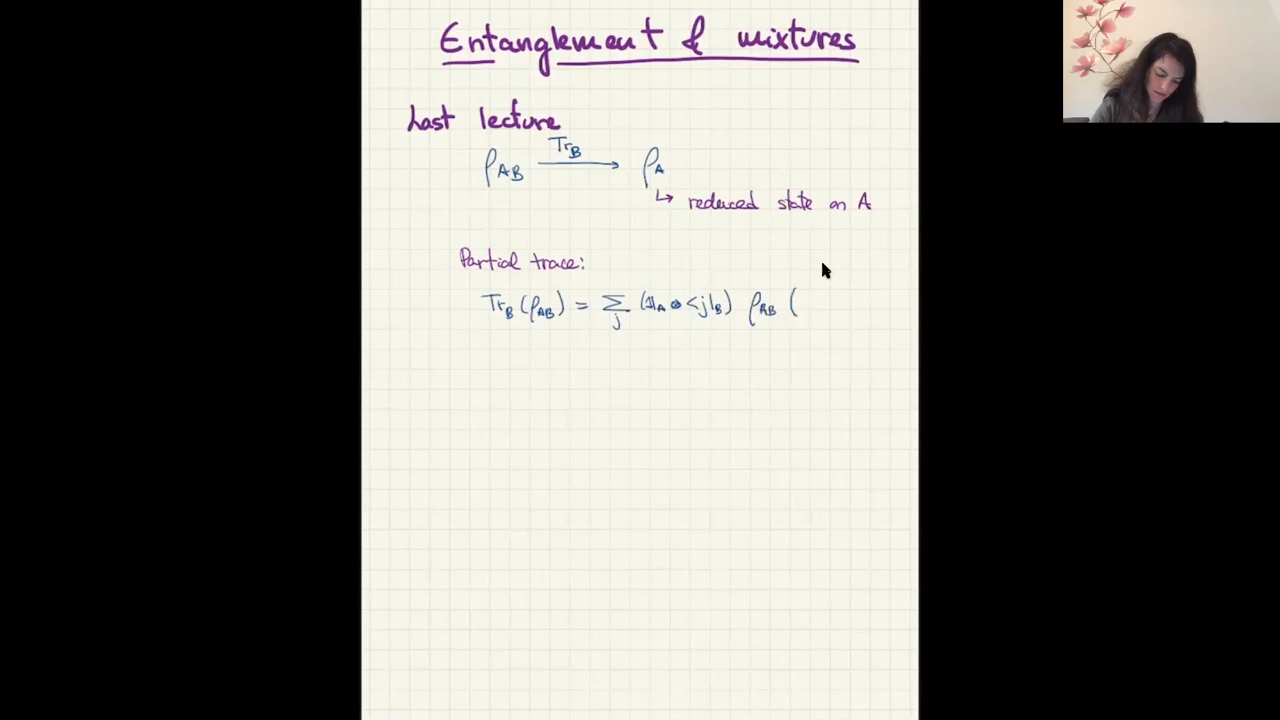 Entanglement & mixtures
Last lecture
ρ_AB —Tr_B→ ρ_A
↳ reduced state on A
Partial trace:
Tr_B(ρ_AB) = Σ_j (𝟙_A ⊗ <j|_B) ρ_AB (